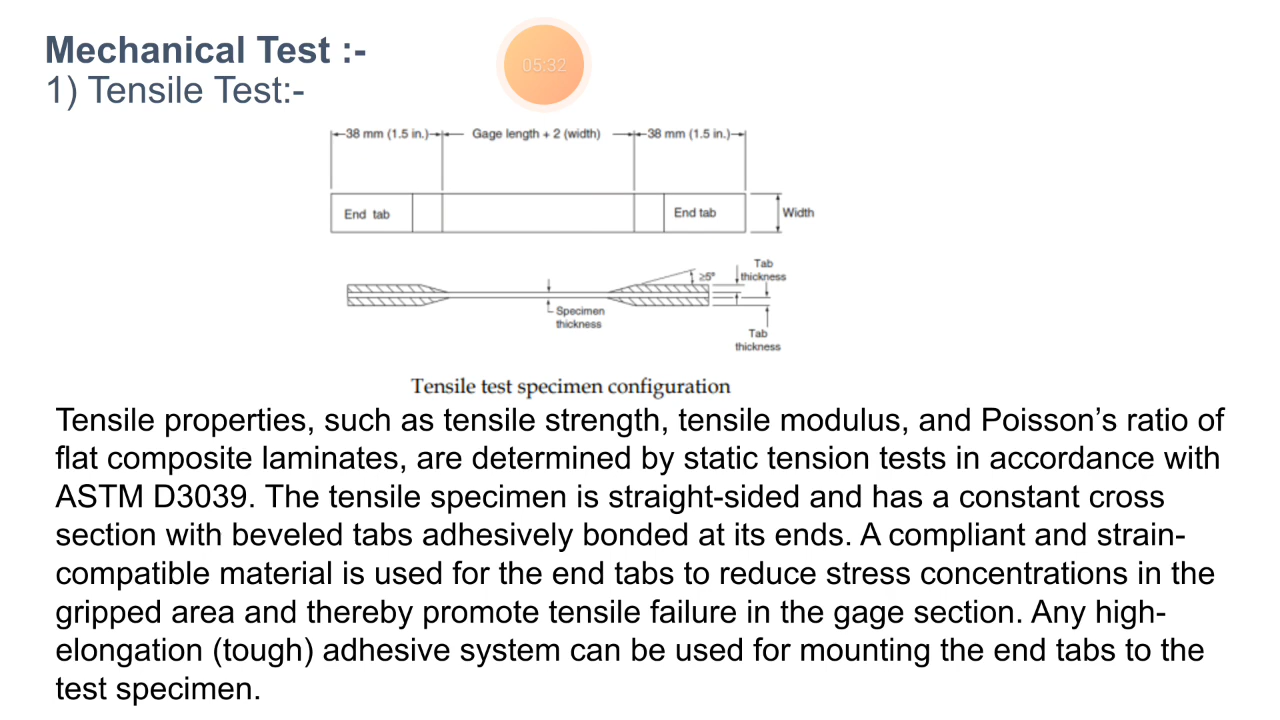 Mechanical Test :-
05:32
1) Tensile Test:-
38 mm (1.5 in.)
Gage length + 2 (width)
38 mm (1.5 in.)
End tab
End tab
Width
≥5°
Tab
thickness
Specimen
thickness
Tab
thickness
Tensile test specimen configuration
Tensile properties, such as tensile strength, tensile modulus, and Poisson’s ratio of
flat composite laminates, are determined by static tension tests in accordance with
ASTM D3039. The tensile specimen is straight-sided and has a constant cross
section with beveled tabs adhesively bonded at its ends. A compliant and strain-
compatible material is used for the end tabs to reduce stress concentrations in the
gripped area and thereby promote tensile failure in the gage section. Any high-
elongation (tough) adhesive system can be used for mounting the end tabs to the
test specimen.